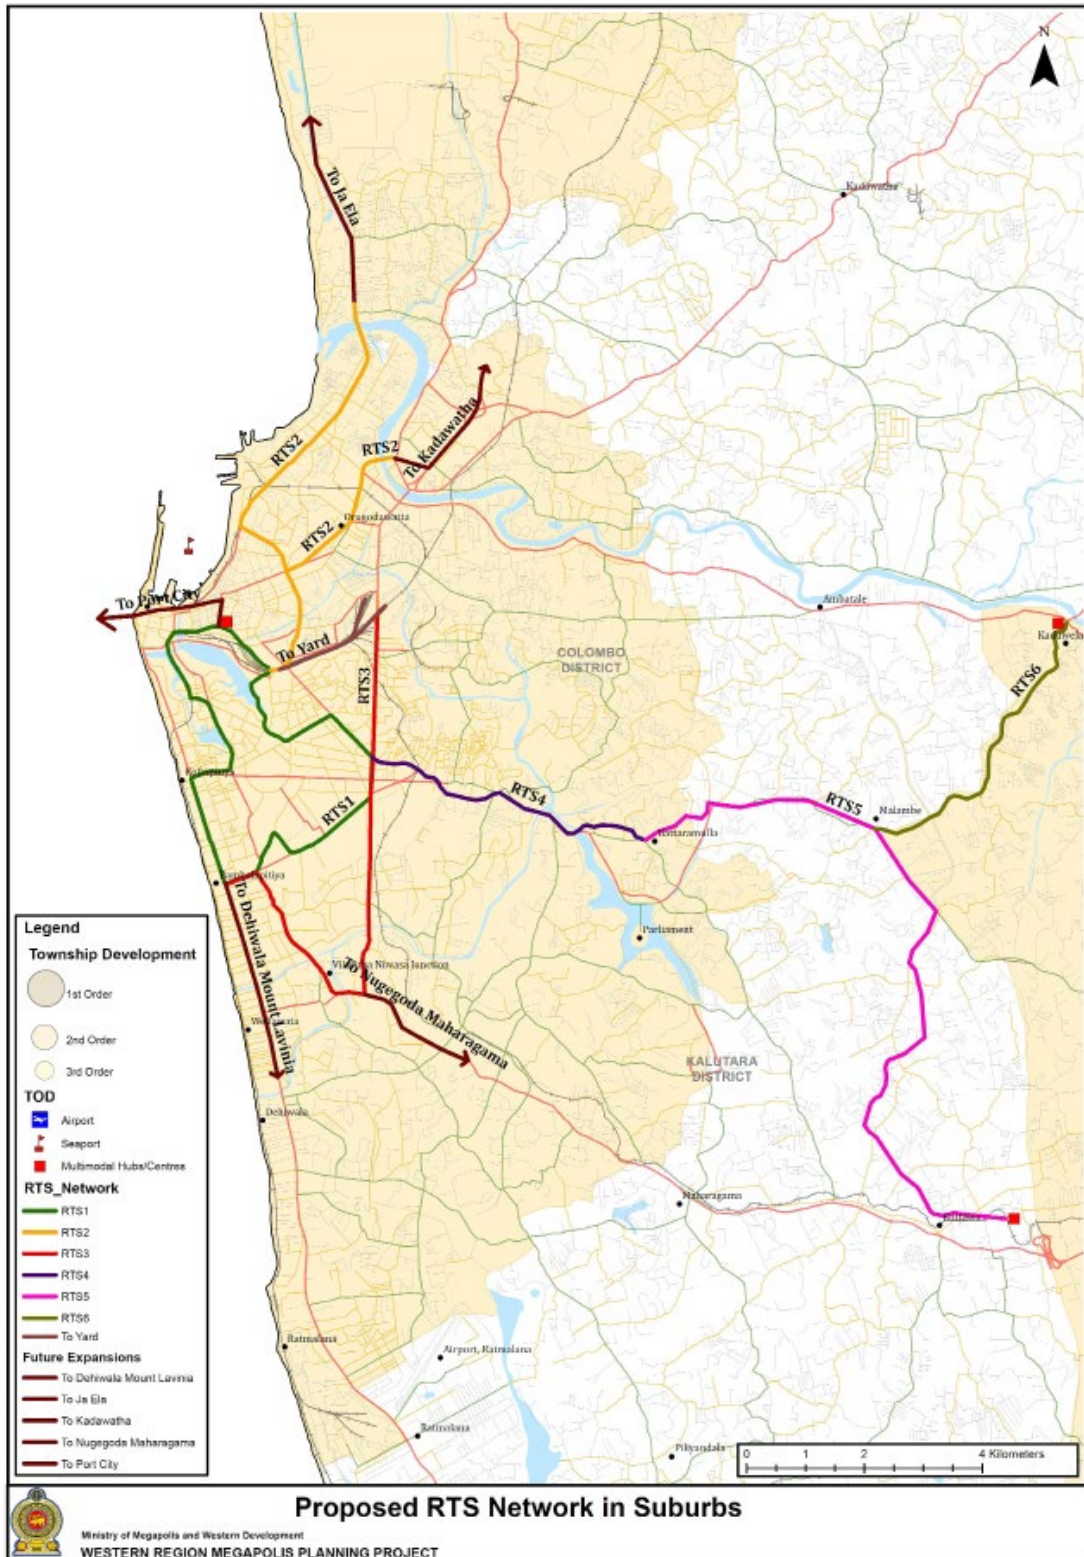 N
To Ja Ela
Kadawatha
To Kadawatha
RTS2
RTS2
RTS2
Orugodawatta
To Port City
To Yard
Ambatale
COLOMBO
DISTRICT
RTS3
RTS6
RTS4
RTS5
Malambe
RTS1
Parliament
To Dehiwala Mount Lavinia
To Nugegoda Maharagama
KALUTARA
DISTRICT
Dehiwala
Maharagama
Ratmalana
Airport, Ratmalana
Ratmalana
Piliyandala
Legend
Township Development
1st Order
2nd Order
3rd Order
TOD
Airport
Seaport
Multimodal Hubs/Centres
RTS_Network
RTS1
RTS2
RTS3
RTS4
RTS5
RTS6
To Yard
Future Expansions
To Dehiwala Mount Lavinia
To Ja Ela
To Kadawatha
To Nugegoda Maharagama
To Port City
0 1 2 4 Kilometers
Proposed RTS Network in Suburbs
Ministry of Megapolis and Western Development
WESTERN REGION MEGAPOLIS PLANNING PROJECT